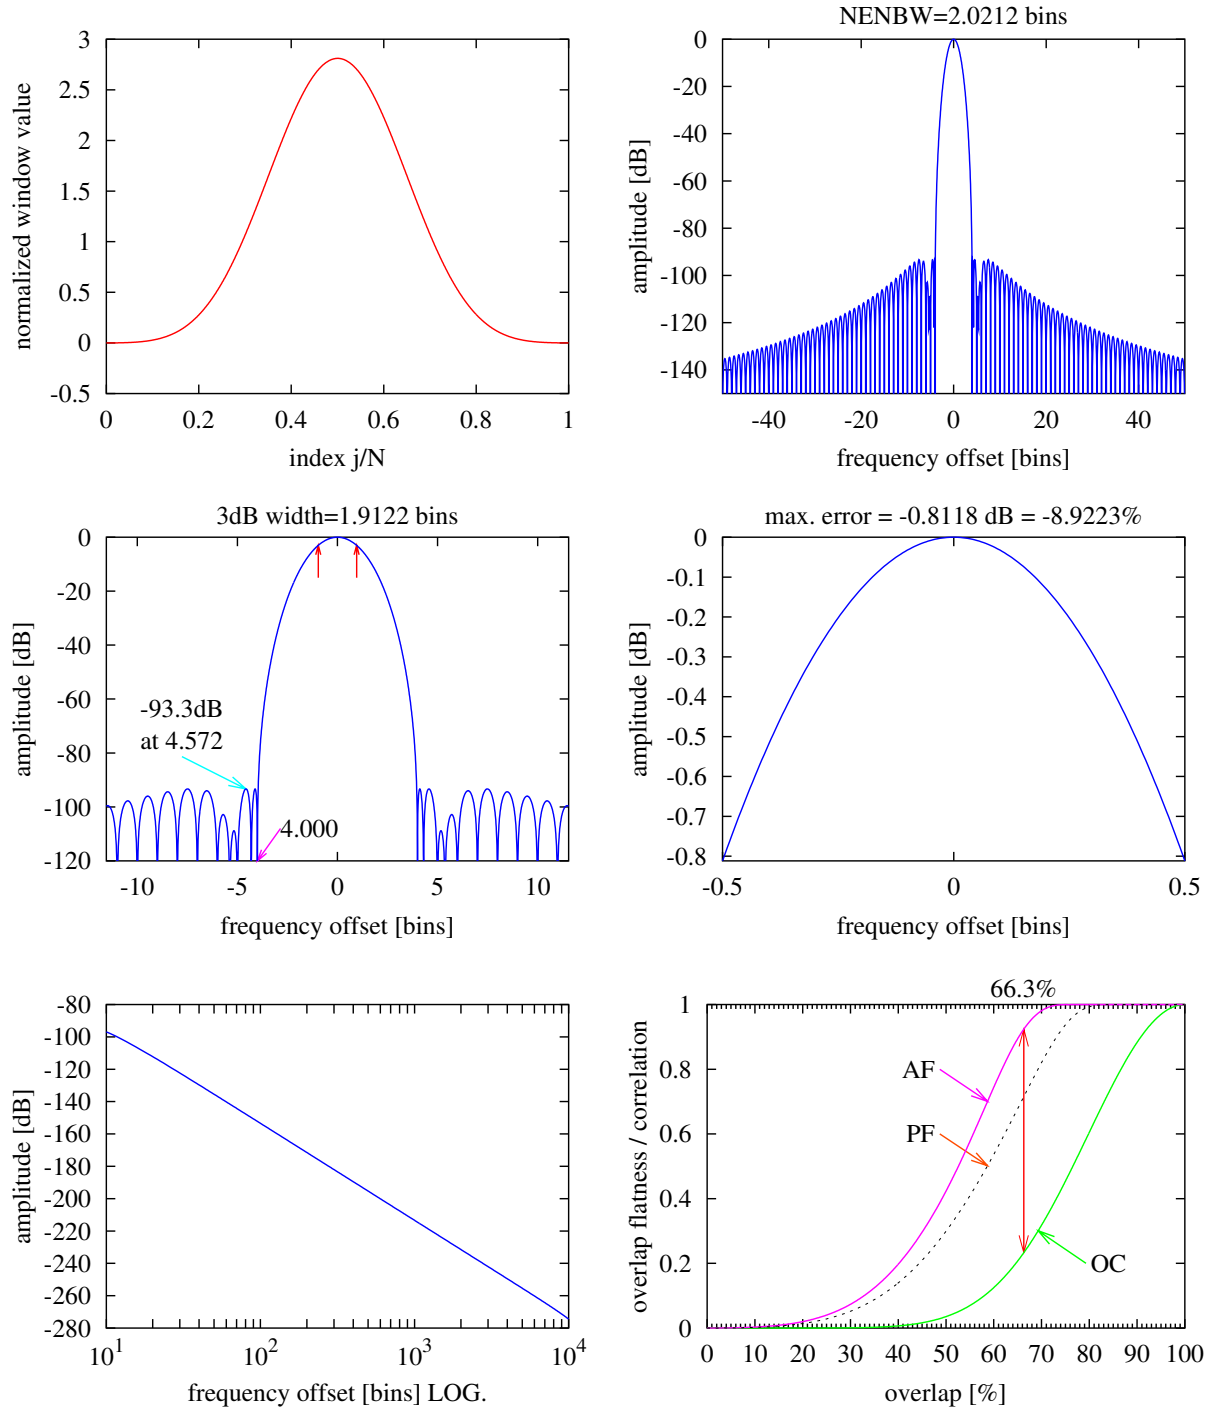 3
2.5
2
1.5
1
0.5
0
-0.5
normalized window value
0 0.2 0.4 0.6 0.8 1
index j/N
NENBW=2.0212 bins
0
-20
-40
-60
-80
-100
-120
-140
amplitude [dB]
-40 -20 0 20 40
frequency offset [bins]
3dB width=1.9122 bins
0
-20
-40
-60
-80
-100
-120
amplitude [dB]
-93.3dB
at 4.572
4.000
-10 -5 0 5 10
frequency offset [bins]
max. error = -0.8118 dB = -8.9223%
0
-0.1
-0.2
-0.3
-0.4
-0.5
-0.6
-0.7
-0.8
amplitude [dB]
-0.5 0 0.5
frequency offset [bins]
-80
-100
-120
-140
-160
-180
-200
-220
-240
-260
-280
amplitude [dB]
10¹ 10² 10³ 10⁴
frequency offset [bins] LOG.
66.3%
1
0.8
0.6
0.4
0.2
0
overlap flatness / correlation
AF
PF
OC
0 10 20 30 40 50 60 70 80 90 100
overlap [%]